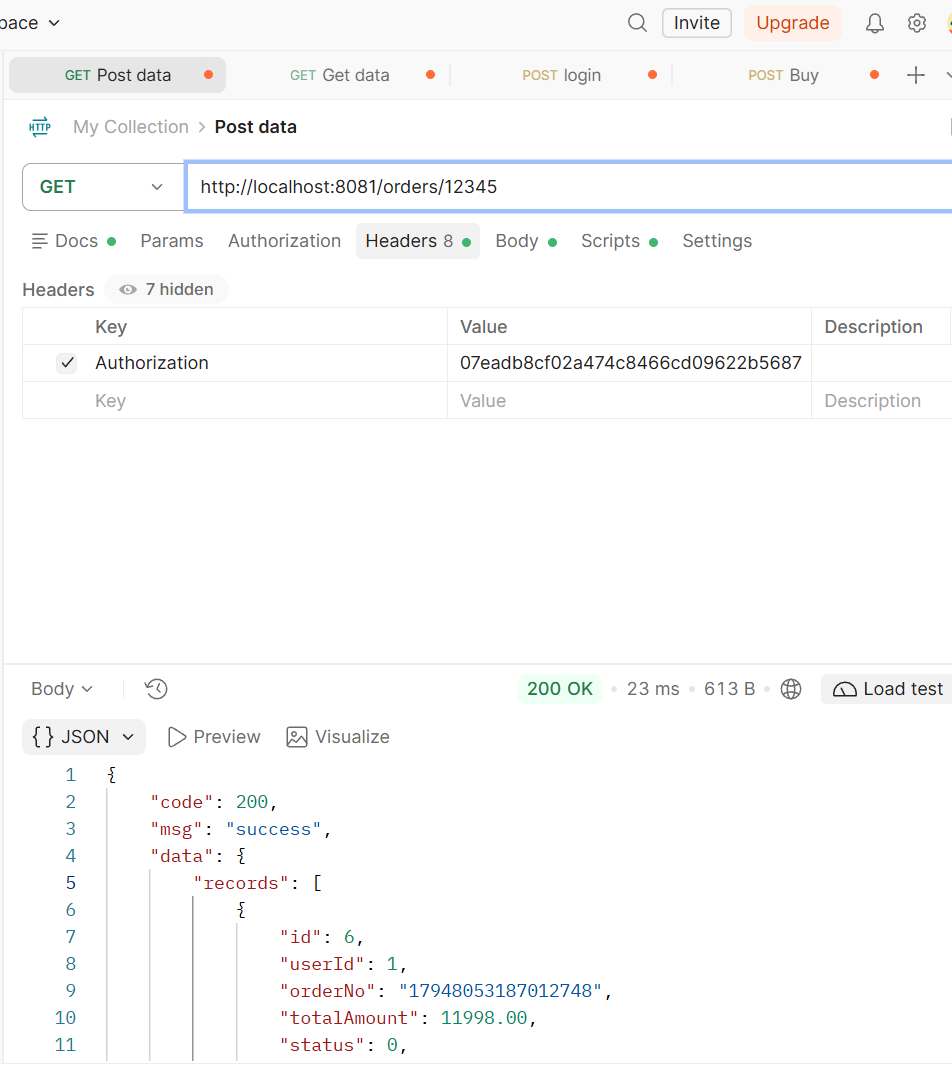 pace
Invite
Upgrade
GET Post data
GET Get data
POST login
POST Buy
HTTP My Collection > Post data
GET
http://localhost:8081/orders/12345
Docs
Params
Authorization
Headers 8
Body
Scripts
Settings
Headers
7 hidden
Key Value Description
Authorization 07eadb8cf02a474c8466cd09622b5687
Key Value Description
Body
200 OK • 23 ms • 613 B •
Load test
{} JSON
Preview
Visualize
1 {
2 "code": 200,
3 "msg": "success",
4 "data": {
5 "records": [
6 {
7 "id": 6,
8 "userId": 1,
9 "orderNo": "17948053187012748",
10 "totalAmount": 11998.00,
11 "status": 0,